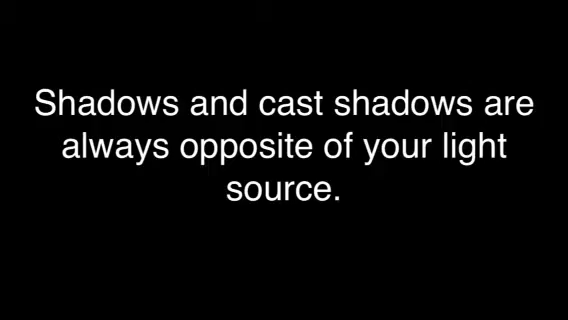 Shadows and cast shadows are
always opposite of your light
source.